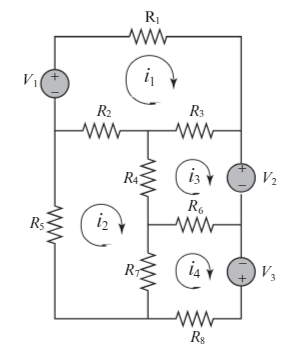 R₁
V₁ + −
i₁
R₂ R₃
R₄ i₃ + − V₂
R₅ i₂ R₆
R₇ i₄ − + V₃
R₈